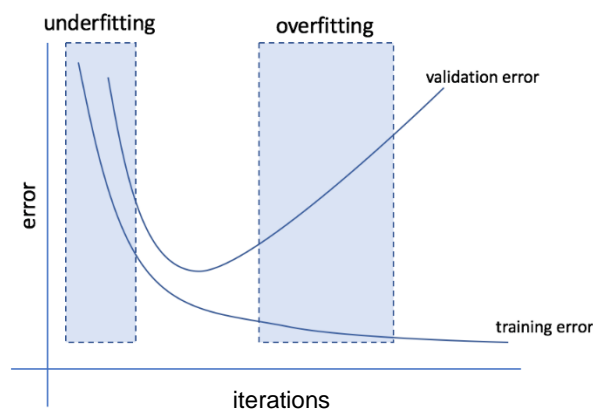 underfitting
overfitting
validation error
error
training error
iterations